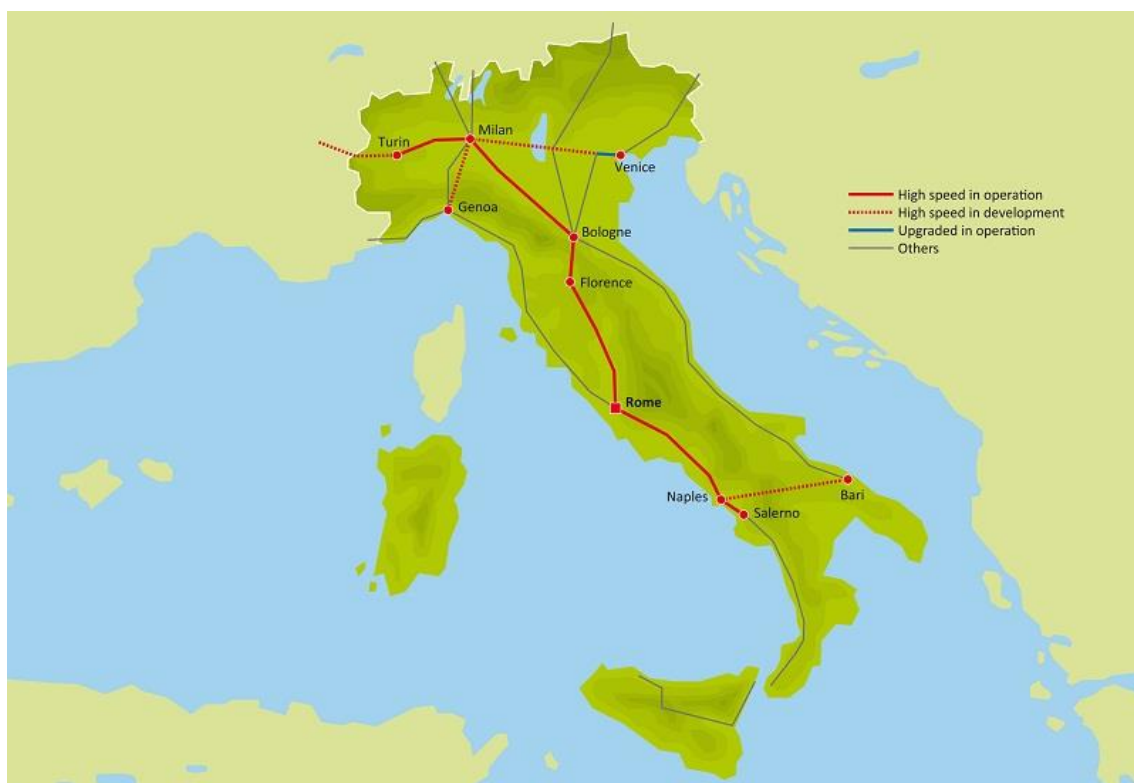 Milan
Turin
Venice
Genoa
Bologne
Florence
Rome
Naples
Salerno
Bari
High speed in operation
High speed in development
Upgraded in operation
Others